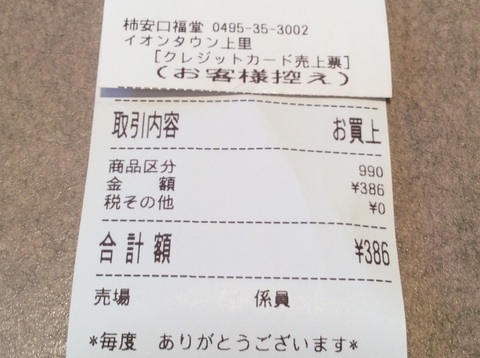 柿安口福堂 0495-35-3002
イオンタウン上里
[クレジットカード売上票]
(お客様控え)
取引内容 お買上
商品区分 990
金額 ¥386
税その他 ¥0
合計額 ¥386
売場 係員
*毎度 ありがとうございます*